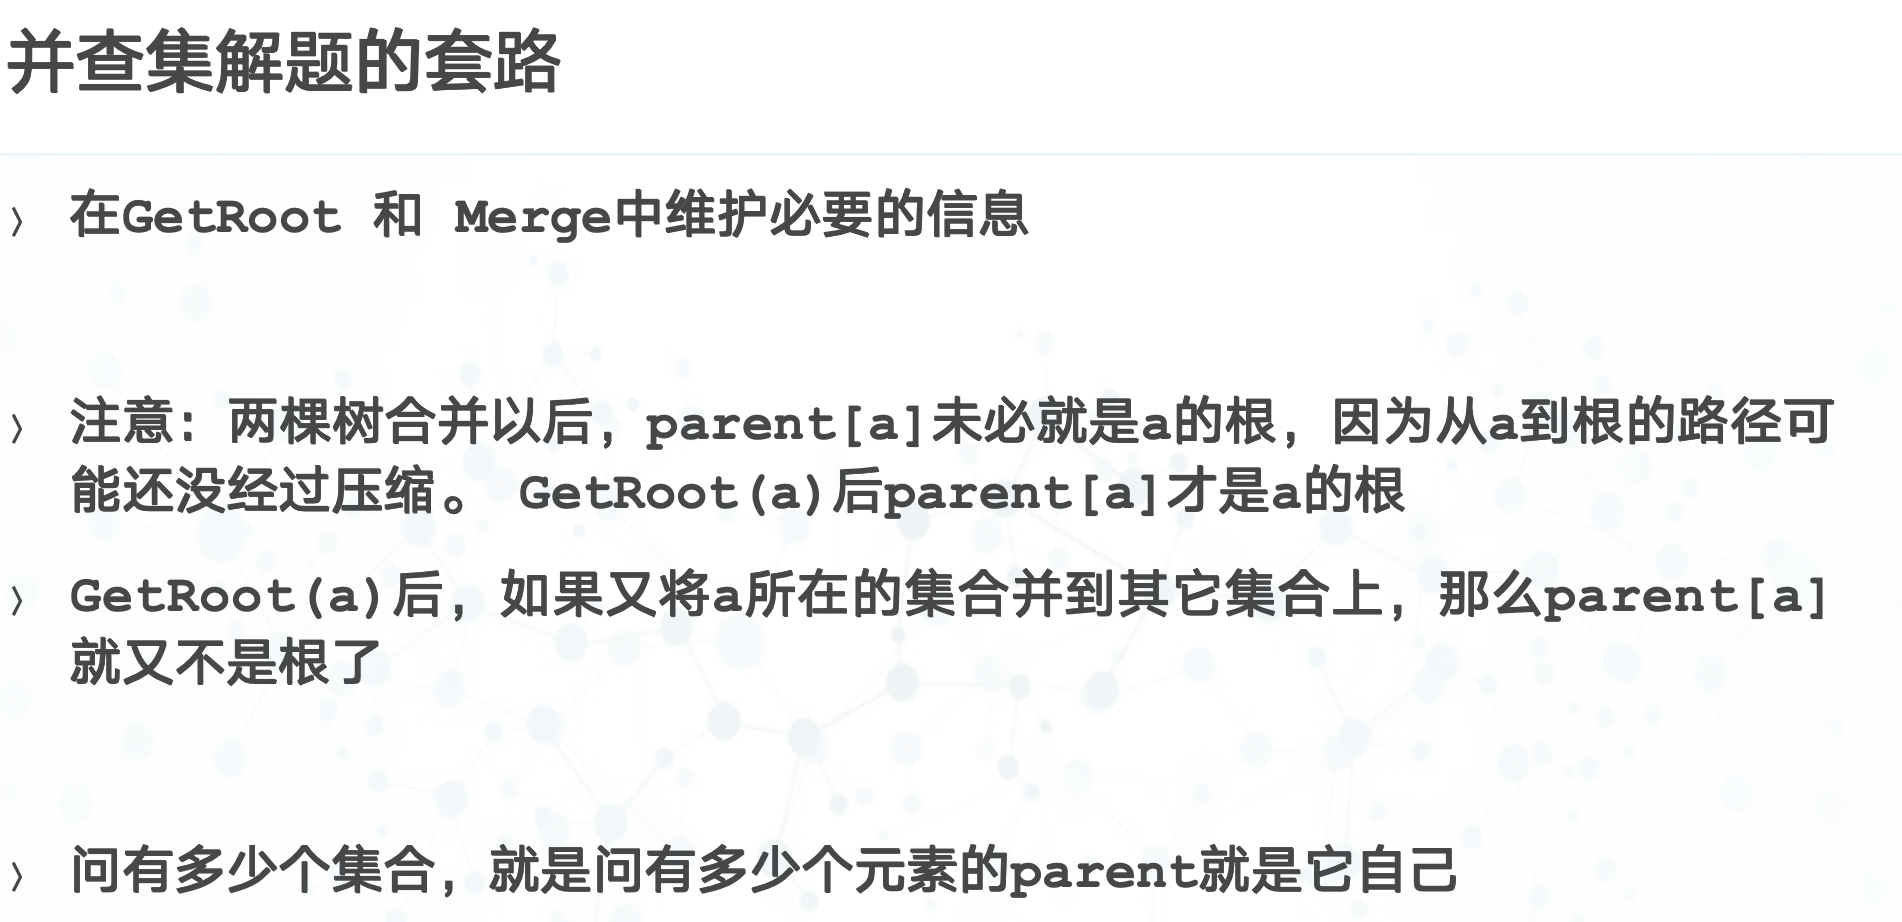 并查集解题的套路
› 在GetRoot 和 Merge中维护必要的信息
› 注意：两棵树合并以后，parent[a]未必就是a的根，因为从a到根的路径可
能还没经过压缩。 GetRoot(a)后parent[a]才是a的根
› GetRoot(a)后，如果又将a所在的集合并到其它集合上，那么parent[a]
就又不是根了
› 问有多少个集合，就是问有多少个元素的parent就是它自己